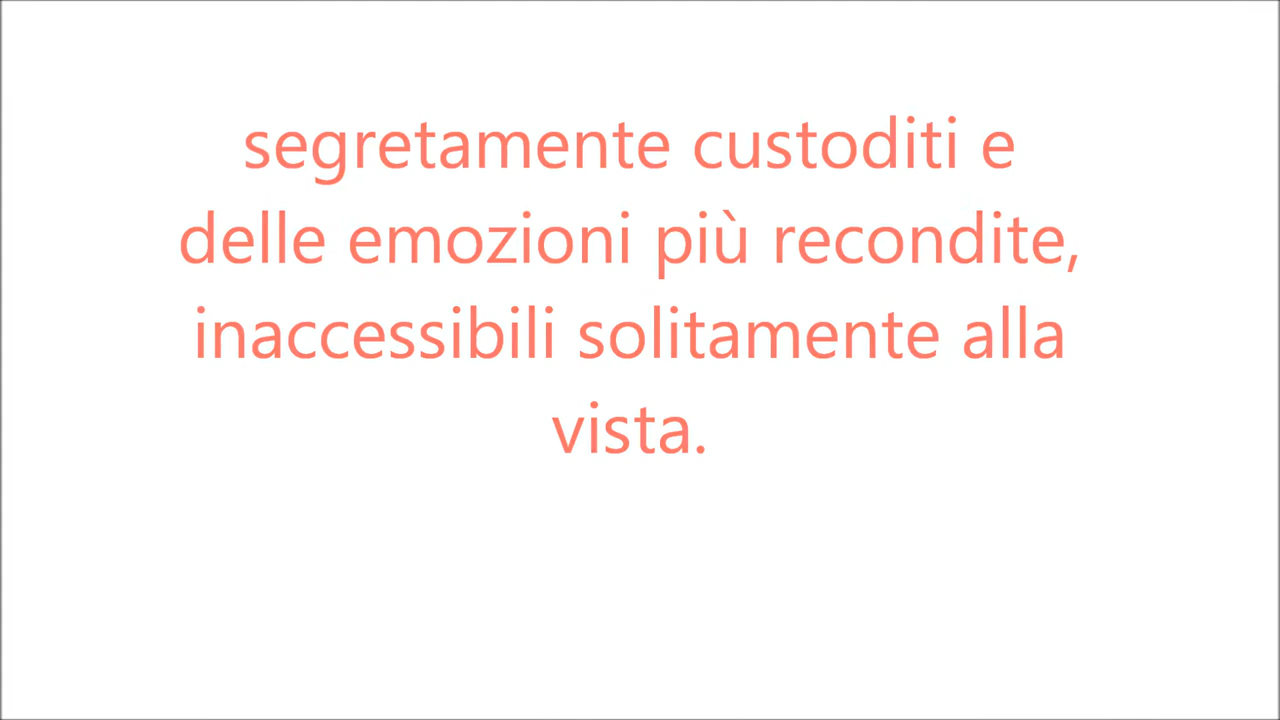 segretamente custoditi e
delle emozioni più recondite,
inaccessibili solitamente alla
vista.